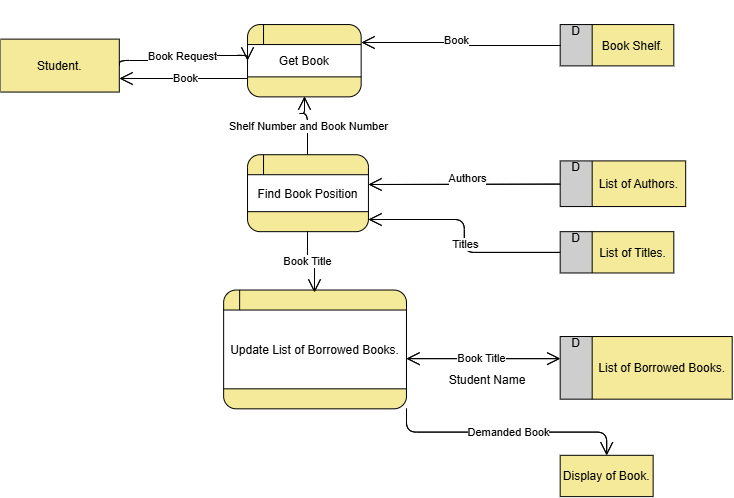 D
Book
Book Shelf.
Book Request
Student.
Get Book
Book
Shelf Number and Book Number
D
Authors
List of Authors.
Find Book Position
D
Titles
List of Titles.
Book Title
D
Update List of Borrowed Books.
Book Title
List of Borrowed Books.
Student Name
Demanded Book
Display of Book.